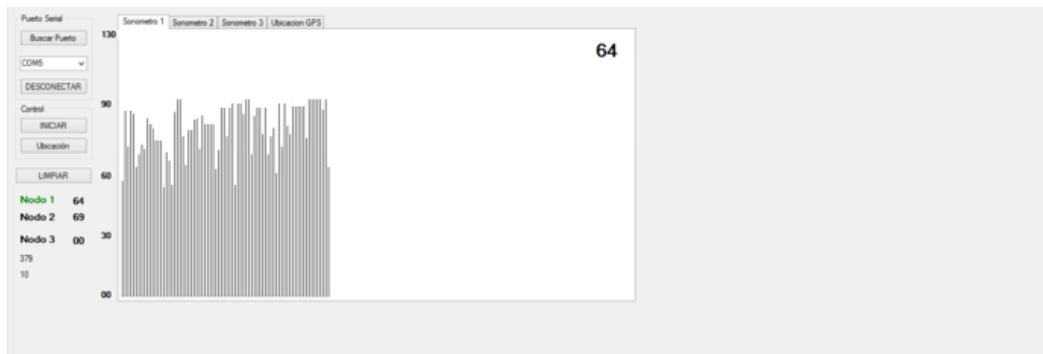 Puerto Serial
Buscar Puerto
COM5
DESCONECTAR
Control
INICIAR
Ubicación
LIMPIAR
Nodo 1 64
Nodo 2 69
Nodo 3 00
379
10
Sonometro 1 Sonometro 2 Sonometro 3 Ubicacion GPS
130
90
60
30
00
64